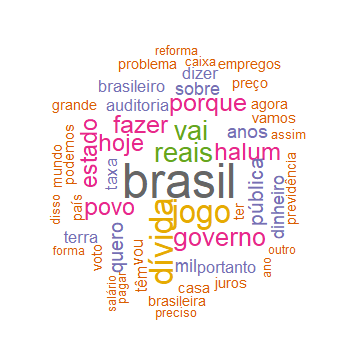 reforma
problema caixa empregos
dizer
brasileiro sobre preço
grande auditoria porque agora
fazer vai vamos
estado hoje anos assim
mundo podemos reais halum
taxa brasil
país pública previdência
disso povo dívida jogo ter dinheiro
terra quero governo
forma outro
voto têm vou mil portanto ano
salário pagar casa juros
brasileira
preciso